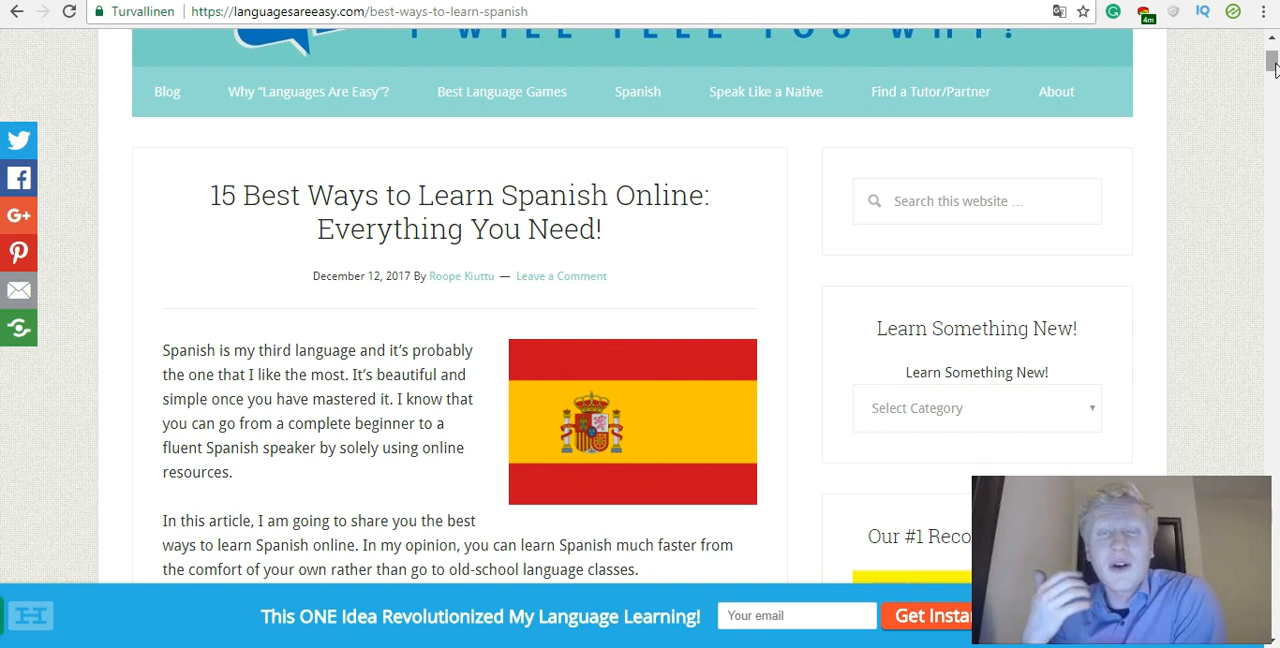 Turvallinen
https://languagesareeasy.com/best-ways-to-learn-spanish
4m
IQ
I WILL TELL YOU WHY!
Blog
Why “Languages Are Easy”?
Best Language Games
Spanish
Speak Like a Native
Find a Tutor/Partner
About
15 Best Ways to Learn Spanish Online:
Everything You Need!
December 12, 2017 By Roope Kiuttu — Leave a Comment
Spanish is my third language and it’s probably
the one that I like the most. It’s beautiful and
simple once you have mastered it. I know that
you can go from a complete beginner to a
fluent Spanish speaker by solely using online
resources.
In this article, I am going to share you the best
ways to learn Spanish online. In my opinion, you can learn Spanish much faster from
the comfort of your own rather than go to old-school language classes.
G+
Search this website …
Learn Something New!
Learn Something New!
Select Category
Our #1 Reco
This ONE Idea Revolutionized My Language Learning!
Your email
Get Insta